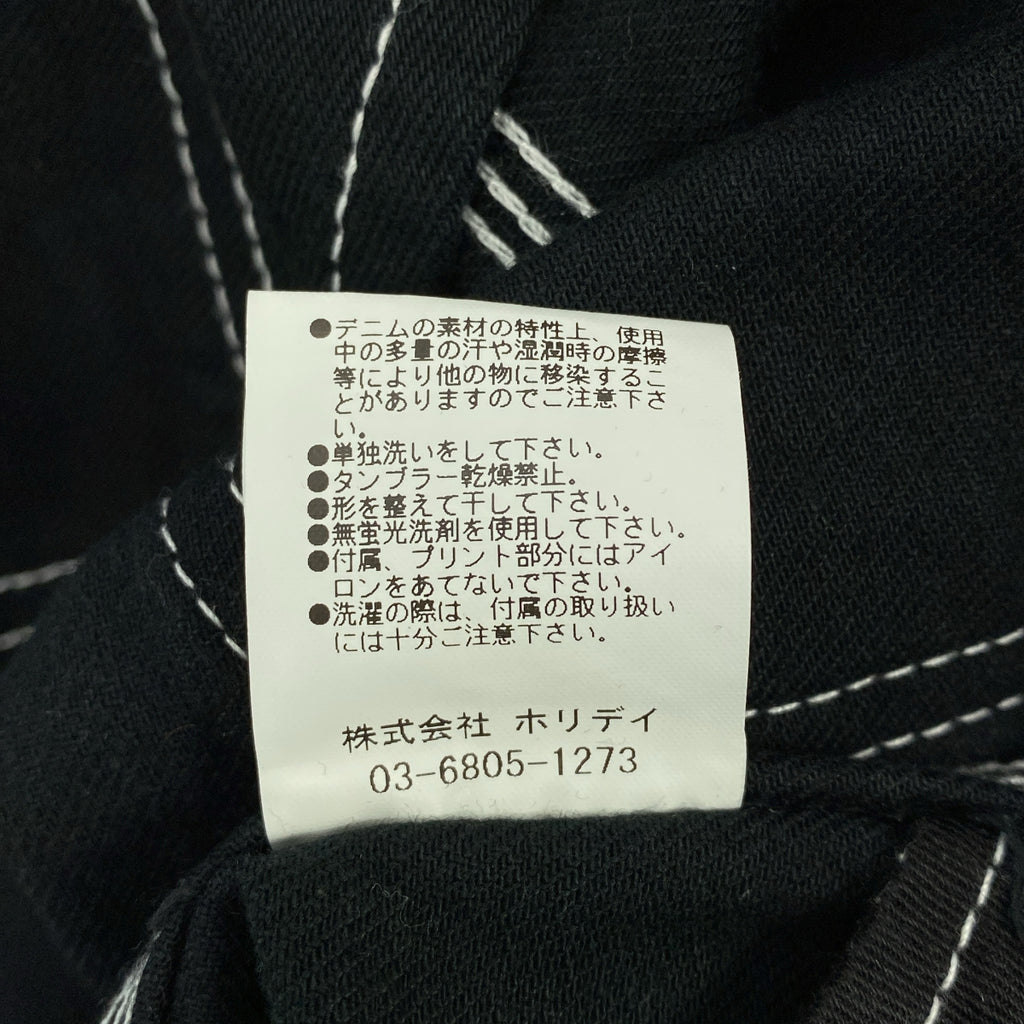 ●デニムの素材の特性上、使用
中の多量の汗や湿潤時の摩擦
等により他の物に移染するこ
とがありますのでご注意下さ
い。
●単独洗いをして下さい。
●タンブラー乾燥禁止。
●形を整えて干して下さい。
●無蛍光洗剤を使用して下さい。
●付属、プリント部分にはアイ
ロンをあてないで下さい。
●洗濯の際は、付属の取り扱い
には十分ご注意下さい。
株式会社 ホリデイ
03-6805-1273